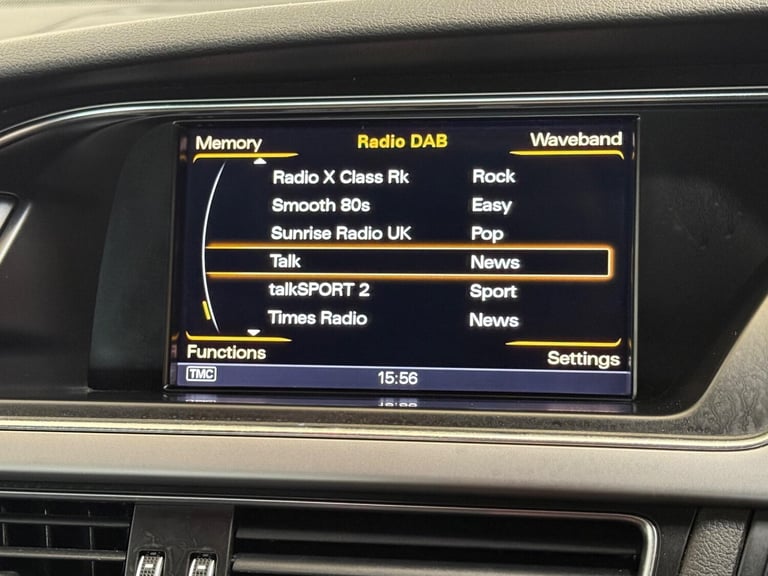 Memory Radio DAB Waveband
Radio X Class Rk Rock
Smooth 80s Easy
Sunrise Radio UK Pop
Talk News
talkSPORT 2 Sport
Times Radio News
Functions Settings
TMC 15:56